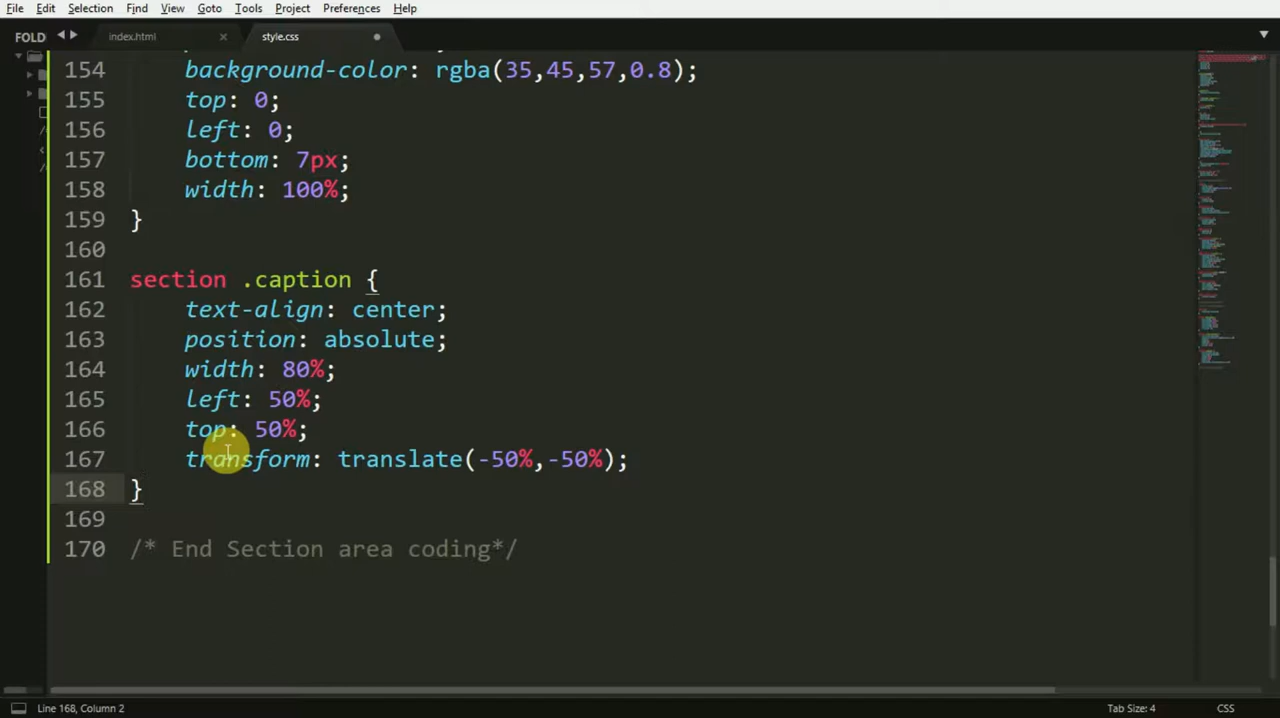 File Edit Selection Find View Goto Tools Project Preferences Help
FOLD index.html × style.css
154 background-color: rgba(35,45,57,0.8);
155 top: 0;
156 left: 0;
157 bottom: 7px;
158 width: 100%;
159 }
160
161 section .caption {
162 text-align: center;
163 position: absolute;
164 width: 80%;
165 left: 50%;
166 top: 50%;
167 transform: translate(-50%,-50%);
168 }
169
170 /* End Section area coding*/
Line 168, Column 2 Tab Size: 4 CSS